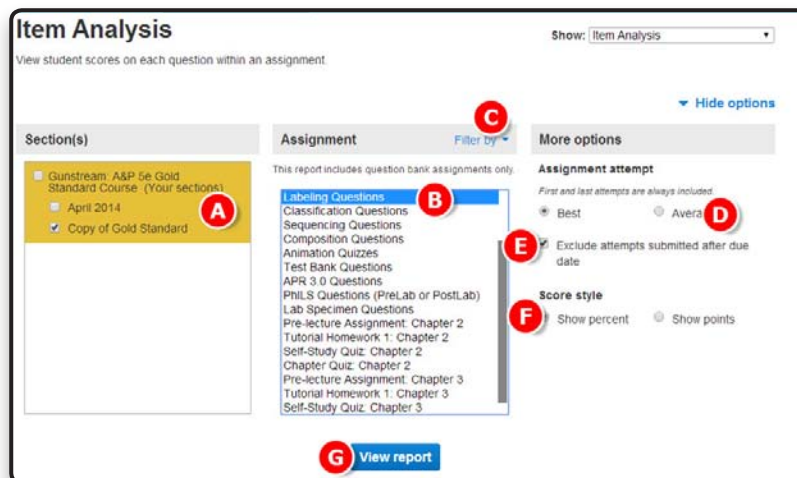 Item Analysis
Show: Item Analysis
View student scores on each question within an assignment
Hide options
C
Section(s)
Assignment
Filter by
More options
Gunstream: A&P 5e Gold
Standard Course (Your sections)
April 2014
Copy of Gold Standard
A
This report includes question bank assignments only.
Labeling Questions
Classification Questions
Sequencing Questions
Composition Questions
Animation Quizzes
Test Bank Questions
APR 3.0 Questions
PhILS Questions (PreLab or PostLab)
Lab Specimen Questions
Pre-lecture Assignment: Chapter 2
Tutorial Homework 1: Chapter 2
Self-Study Quiz: Chapter 2
Chapter Quiz: Chapter 2
Pre-lecture Assignment: Chapter 3
Tutorial Homework 1: Chapter 3
Self-Study Quiz: Chapter 3
B
Assignment attempt
First and last attempts are always included.
Best
Avera
D
E
Exclude attempts submitted after due
date
Score style
F
Show percent
Show points
G
View report